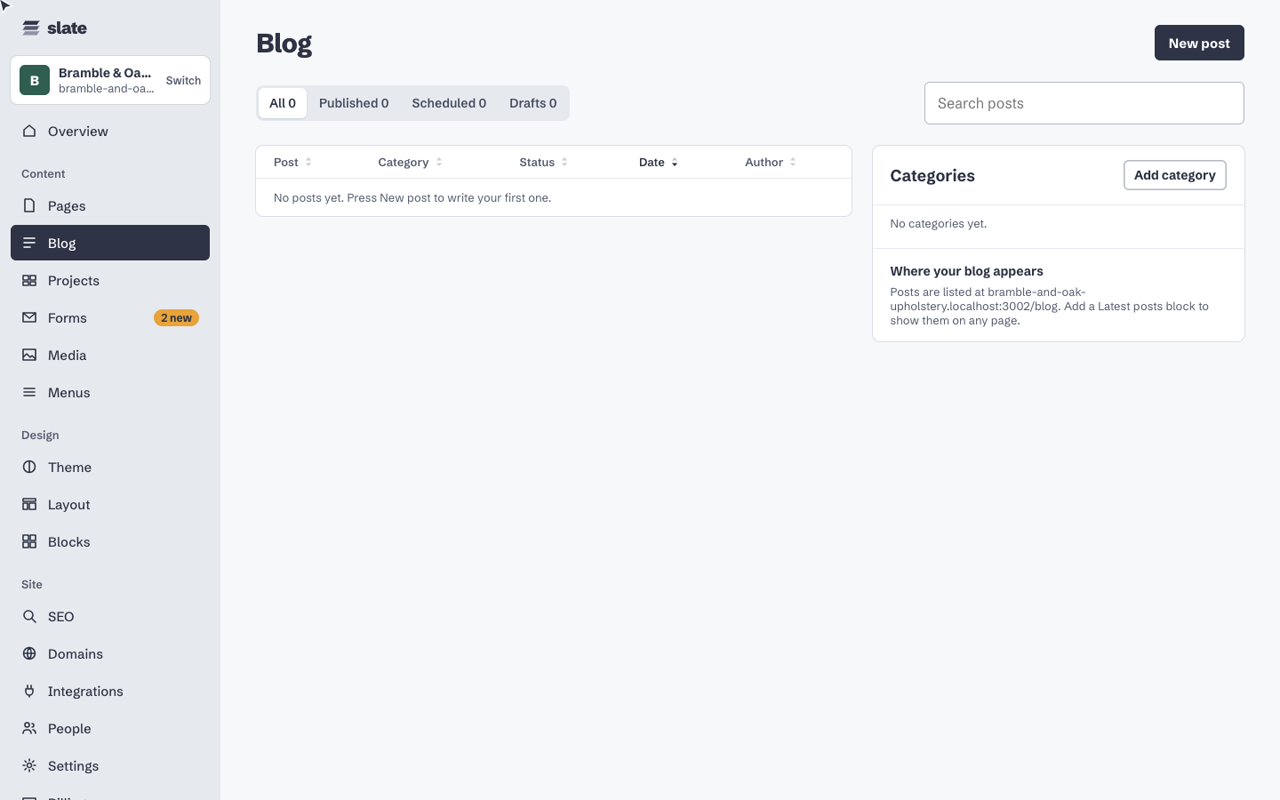 slate
B
Bramble & Oa...
bramble-and-oa...
Switch
Overview
Content
Pages
Blog
Projects
Forms
2 new
Media
Menus
Design
Theme
Layout
Blocks
Site
SEO
Domains
Integrations
People
Settings
Blog
New post
All 0
Published 0
Scheduled 0
Drafts 0
Search posts
Post
Category
Status
Date
Author
No posts yet. Press New post to write your first one.
Categories
Add category
No categories yet.
Where your blog appears
Posts are listed at bramble-and-oak-
upholstery.localhost:3002/blog. Add a Latest posts block to
show them on any page.